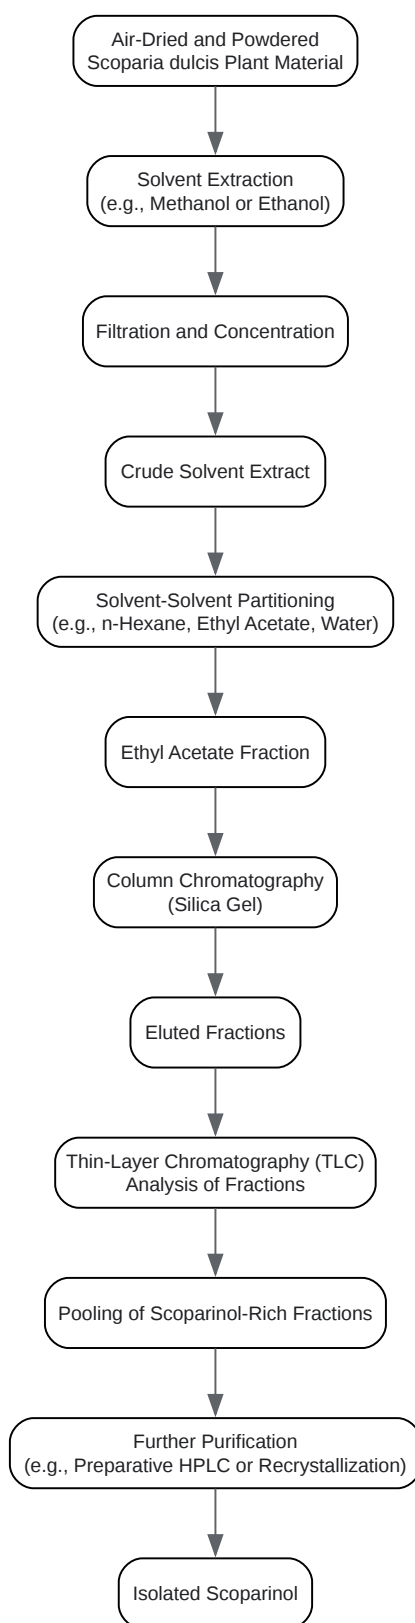 Air-Dried and Powdered
Scoparia dulcis Plant Material
Solvent Extraction
(e.g., Methanol or Ethanol)
Filtration and Concentration
Crude Solvent Extract
Solvent-Solvent Partitioning
(e.g., n-Hexane, Ethyl Acetate, Water)
Ethyl Acetate Fraction
Column Chromatography
(Silica Gel)
Eluted Fractions
Thin-Layer Chromatography (TLC)
Analysis of Fractions
Pooling of Scoparinol-Rich Fractions
Further Purification
(e.g., Preparative HPLC or Recrystallization)
Isolated Scoparinol